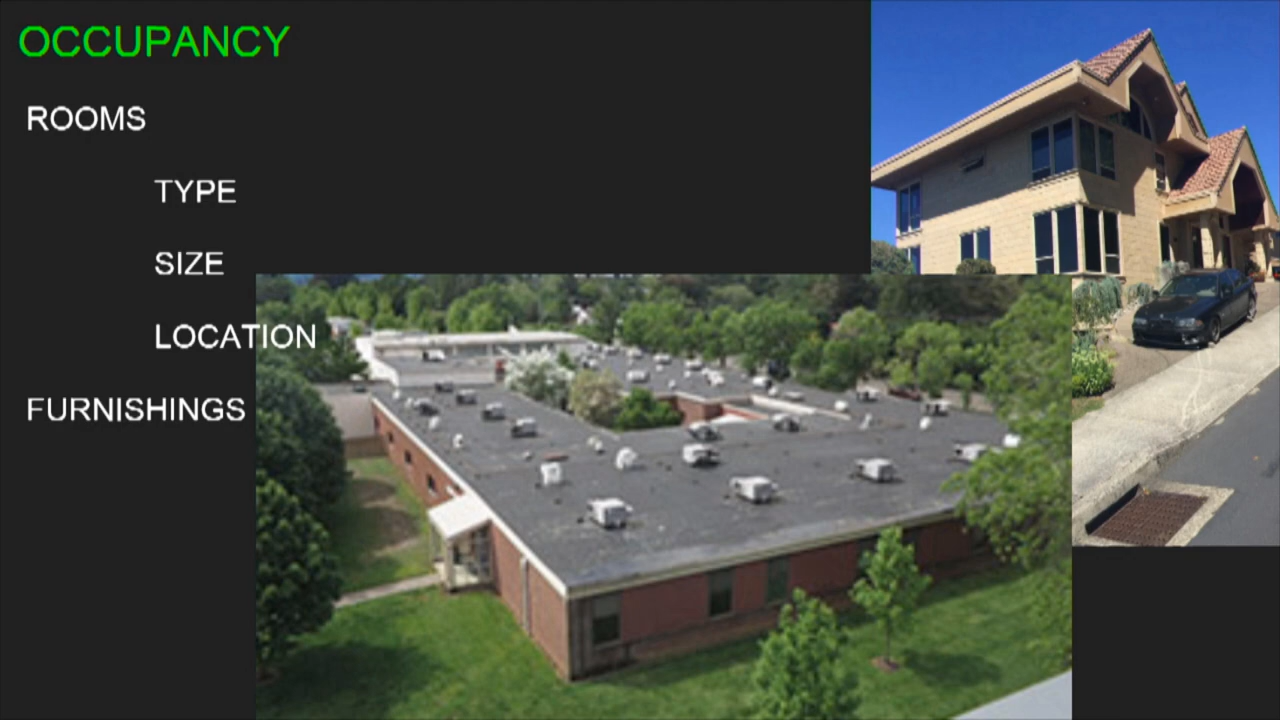 OCCUPANCY
ROOMS
TYPE
SIZE
LOCATION
FURNISHINGS